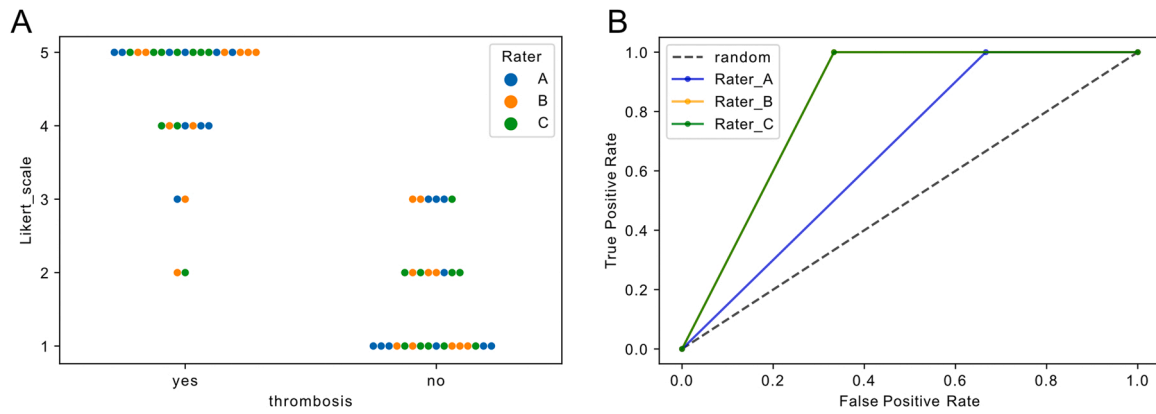 A
Likert_scale
5
4
3
2
1
yes
no
thrombosis
Rater
A
B
C
B
True Positive Rate
1.0
0.8
0.6
0.4
0.2
0.0
0.0
0.2
0.4
0.6
0.8
1.0
False Positive Rate
random
Rater_A
Rater_B
Rater_C